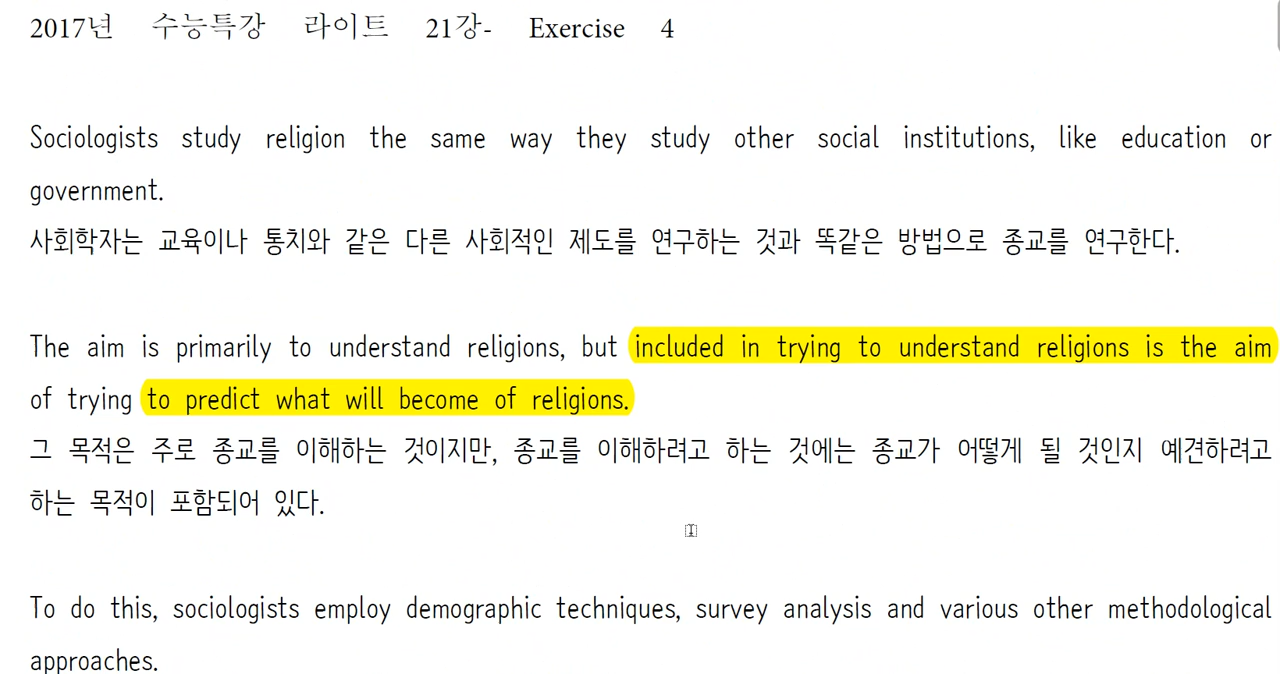 2017년 수능특강 라이트 21강- Exercise 4
Sociologists study religion the same way they study other social institutions, like education or
government.
사회학자는 교육이나 통치와 같은 다른 사회적인 제도를 연구하는 것과 똑같은 방법으로 종교를 연구한다.
The aim is primarily to understand religions, but included in trying to understand religions is the aim
of trying to predict what will become of religions.
그 목적은 주로 종교를 이해하는 것이지만, 종교를 이해하려고 하는 것에는 종교가 어떻게 될 것인지 예견하려고
하는 목적이 포함되어 있다.
To do this, sociologists employ demographic techniques, survey analysis and various other methodological
approaches.